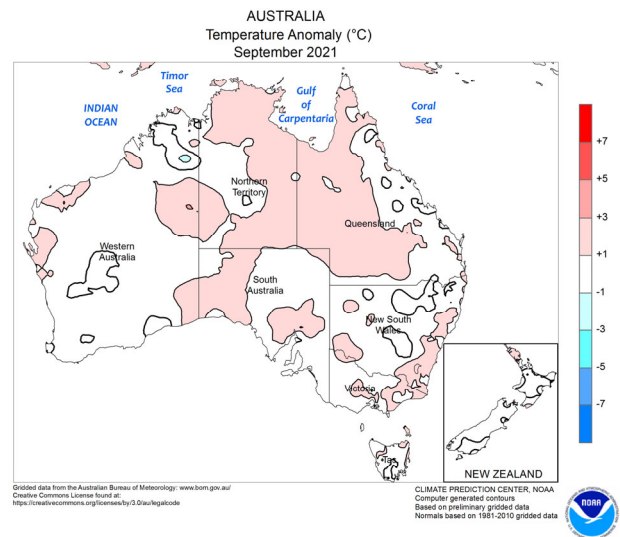 AUSTRALIA
Temperature Anomaly (°C)
September 2021
Timor
Sea
Gulf
of
Carpentaria
INDIAN
OCEAN
Coral
Sea
Northern
Territory
Queensland
Western
Australia
South
Australia
New South
Wales
Victoria
Tas
NEW ZEALAND
+7
+5
+3
+1
-1
-3
-5
-7
Gridded data from the Australian Bureau of Meteorology: www.bom.gov.au/
Creative Commons License found at:
https://creativecommons.org/licenses/by/3.0/au/legalcode
CLIMATE PREDICTION CENTER, NOAA
Computer generated contours
Based on preliminary gridded data
Normals based on 1981-2010 gridded data
NOAA